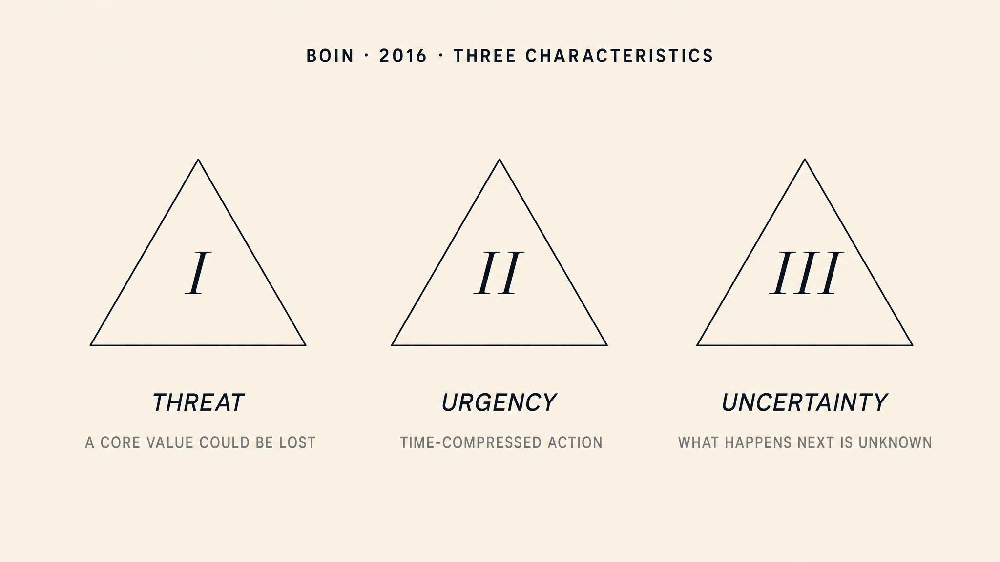 BOIN · 2016 · THREE CHARACTERISTICS
I
II
III
THREAT
URGENCY
UNCERTAINTY
A CORE VALUE COULD BE LOST
TIME-COMPRESSED ACTION
WHAT HAPPENS NEXT IS UNKNOWN